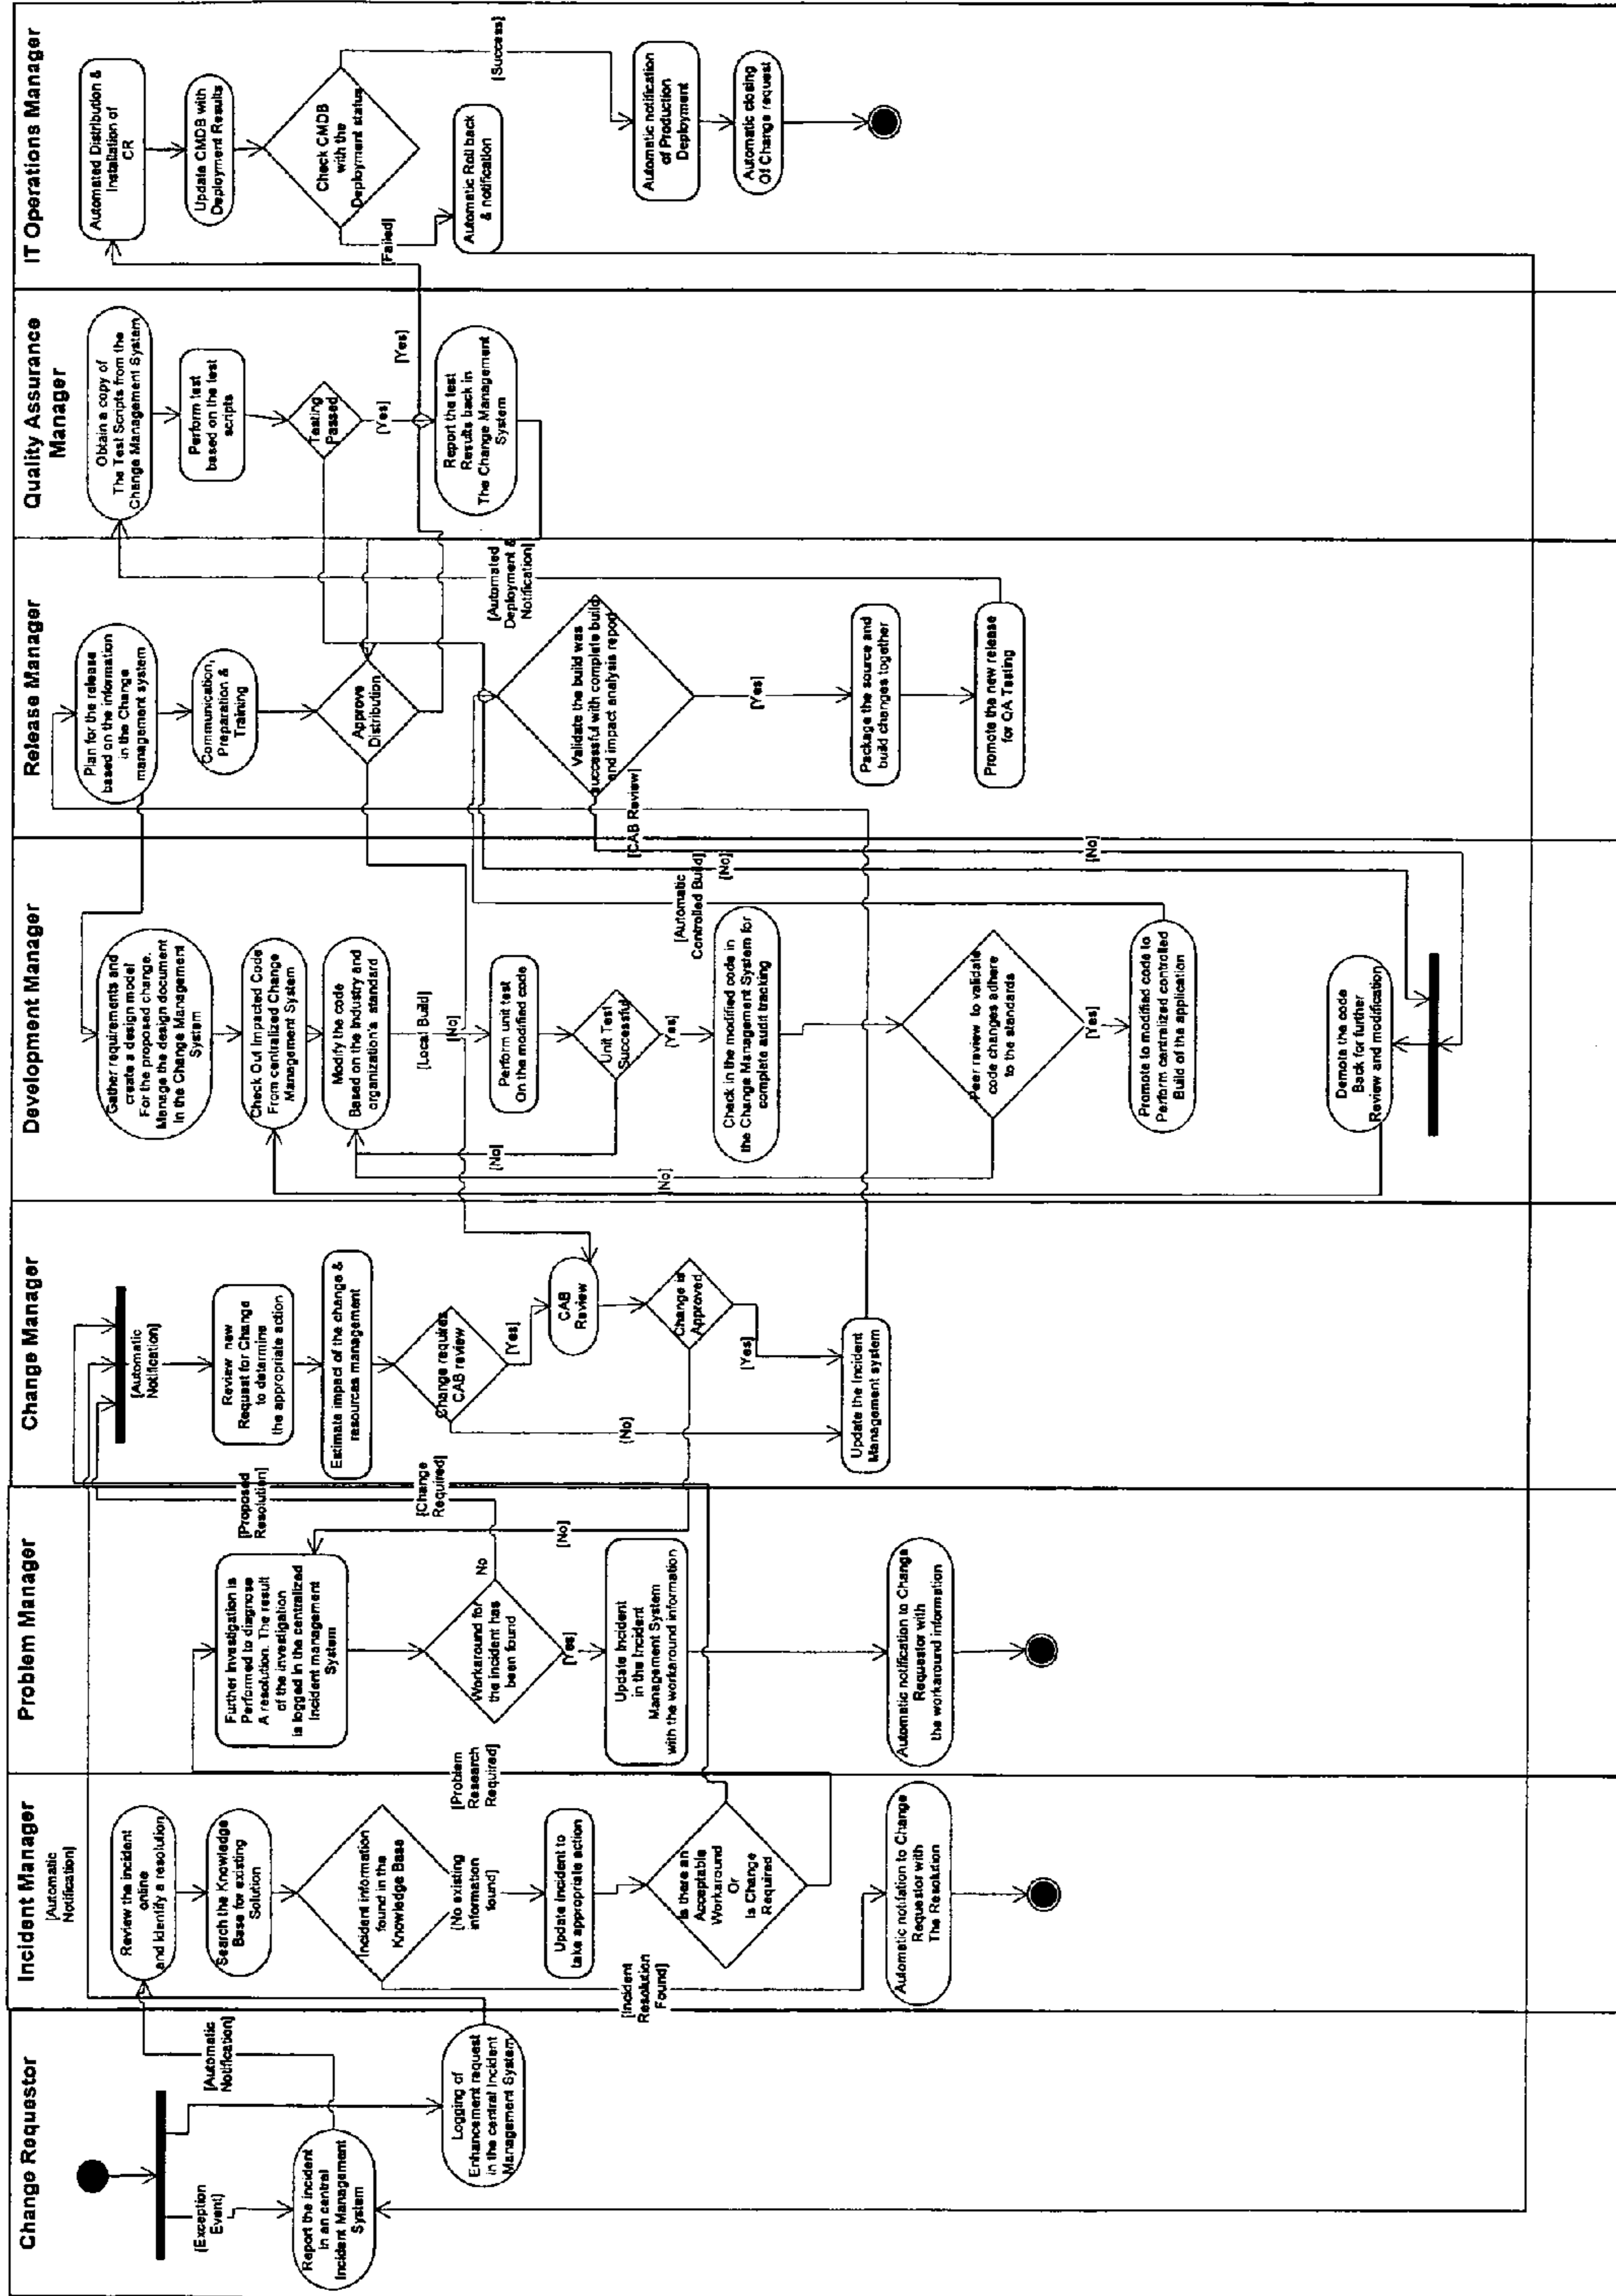 Change Requestor
[Exception
Event]
Report the incident
in an central
Incident Management
System
[Automatic
Notification]
Logging of
Enhancement request
in the central Incident
Management System
Incident Manager
[Automatic
Notification]
Review the incident
online
and identify a resolution
Search the Knowledge
Base for existing
Solution
Incident information
found in the
Knowledge Base
[No existing
information
found]
Update Incident to
take appropriate action
Is there an
Acceptable
Workaround
Or
Is Change
Required
[Incident
Resolution
Found]
Automatic notifation to Change
Requestor with
The Resolution
Problem Manager
[Proposed
Resolution]
Further Investigation is
Performed to diagnose
A resolution. The result
of the investigation
is logged in the centralized
Incident management
System
[Change
Required]
No
Workaround for
the incident has
been found
[Problem
Research
Required]
[Yes]
[No]
Update Incident
in the Incident
Management System
with the workaround information
Automatic notification to Change
Requestor with
the workaround information
Change Manager
[Automatic
Notification]
Review new
Request for Change
to determine
the appropriate action
Estimate impact of the change &
resources management
Change requires
CAB review
[Yes]
[No]
CAB
Review
Change is
Approved
[Yes]
Update the Incident
Management system
Development Manager
Gather requirements and
create a design model
For the proposed change.
Manage the design document
In the Change Management
System
Check Out Impacted Code
From centralized Change
Management System
Modify the code
Based on the Industry and
organization's standard
[Local Build]
[No]
Perform unit test
On the modified code
[No]
Unit Test
Successful
[Yes]
[No]
Check in the modified code in
the Change Management System for
complete audit tracking
[Automatic
Controlled Build]
[No]
Peer review to validate
code changes adhere
to the standards
[Yes]
[No]
Promote to modified code to
Perform centralized controlled
Build of the application
Demote the code
Back for further
Review and modification
Release Manager
Plan for the release
based on the information
in the Change
management system
Communication,
Preparation &
Training
Approve
Distribution
[Automated
Deployment &
Notification]
Validate the build was
successful with complete build
and impact analysis report
[CAB Review]
[Yes]
Package the source and
build changes together
Promote the new release
for QA Testing
Quality Assurance
Manager
Obtain a copy of
The Test Scripts from the
Change Management System
Perform test
based on the test
scripts
Testing
Passed
[Yes]
[Yes]
Report the test
Results back in
The Change Management
System
IT Operations Manager
Automated Distribution &
Installation of
CR
Update CMDB with
Deployment Results
Check CMDB
with the
Deployment status
[Failed]
[Success]
Automatic Roll back
& notification
Automatic notification
of Production
Deployment
Automatic closing
Of Change request